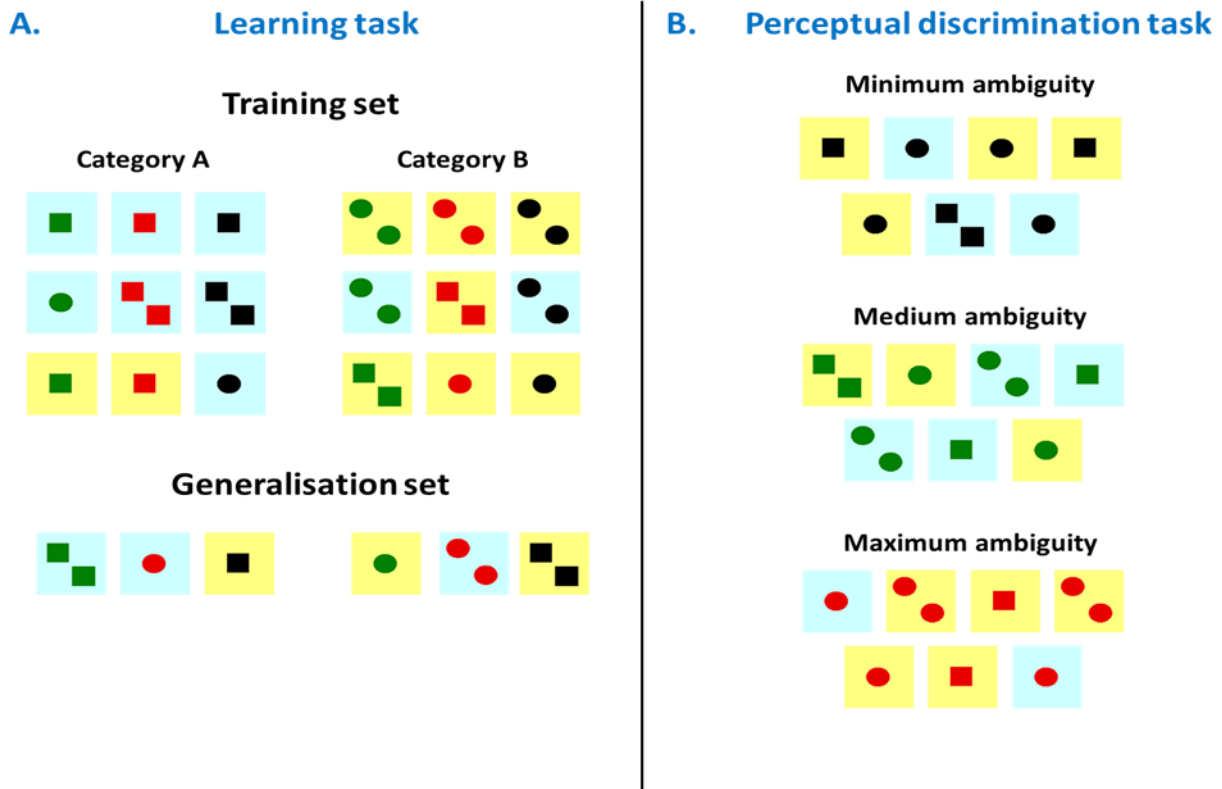 A. Learning task
Training set
Category A Category B
Generalisation set
B. Perceptual discrimination task
Minimum ambiguity
Medium ambiguity
Maximum ambiguity